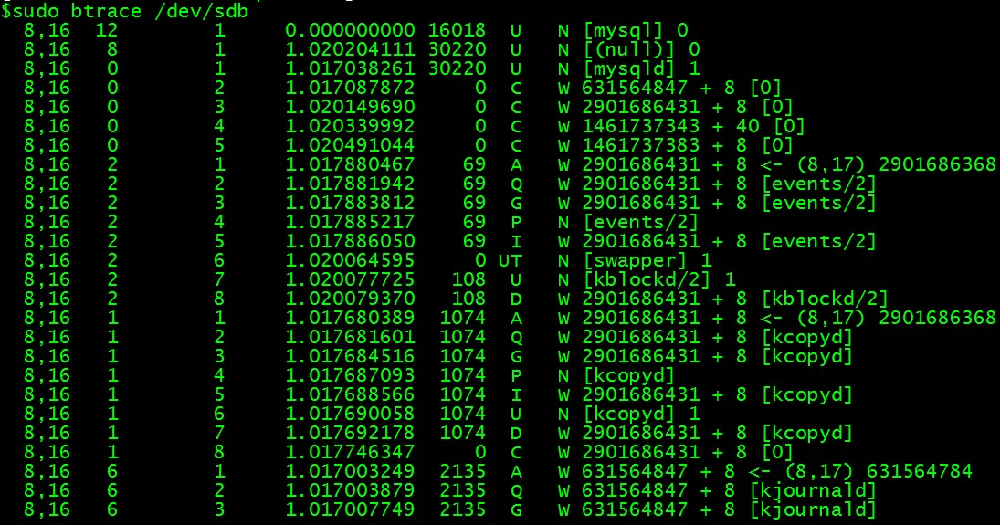 $sudo btrace /dev/sdb
8,16 12 1 0.000000000 16018 U N [mysql] 0
8,16 8 1 1.020204111 30220 U N [(null)] 0
8,16 0 1 1.017038261 30220 U N [mysqld] 1
8,16 0 2 1.017087872 0 C W 631564847 + 8 [0]
8,16 0 3 1.020149690 0 C W 2901686431 + 8 [0]
8,16 0 4 1.020339992 0 C W 1461737343 + 40 [0]
8,16 0 5 1.020491044 0 C W 1461737383 + 8 [0]
8,16 2 1 1.017880467 69 A W 2901686431 + 8 <- (8,17) 2901686368
8,16 2 2 1.017881942 69 Q W 2901686431 + 8 [events/2]
8,16 2 3 1.017883812 69 G W 2901686431 + 8 [events/2]
8,16 2 4 1.017885217 69 P N [events/2]
8,16 2 5 1.017886050 69 I W 2901686431 + 8 [events/2]
8,16 2 6 1.020064595 0 UT N [swapper] 1
8,16 2 7 1.020077725 108 U N [kblockd/2] 1
8,16 2 8 1.020079370 108 D W 2901686431 + 8 [kblockd/2]
8,16 1 1 1.017680389 1074 A W 2901686431 + 8 <- (8,17) 2901686368
8,16 1 2 1.017681601 1074 Q W 2901686431 + 8 [kcopyd]
8,16 1 3 1.017684516 1074 G W 2901686431 + 8 [kcopyd]
8,16 1 4 1.017687093 1074 P N [kcopyd]
8,16 1 5 1.017688566 1074 I W 2901686431 + 8 [kcopyd]
8,16 1 6 1.017690058 1074 U N [kcopyd] 1
8,16 1 7 1.017692178 1074 D W 2901686431 + 8 [kcopyd]
8,16 1 8 1.017746347 0 C W 2901686431 + 8 [0]
8,16 6 1 1.017003249 2135 A W 631564847 + 8 <- (8,17) 631564784
8,16 6 2 1.017003879 2135 Q W 631564847 + 8 [kjournald]
8,16 6 3 1.017007749 2135 G W 631564847 + 8 [kjournald]